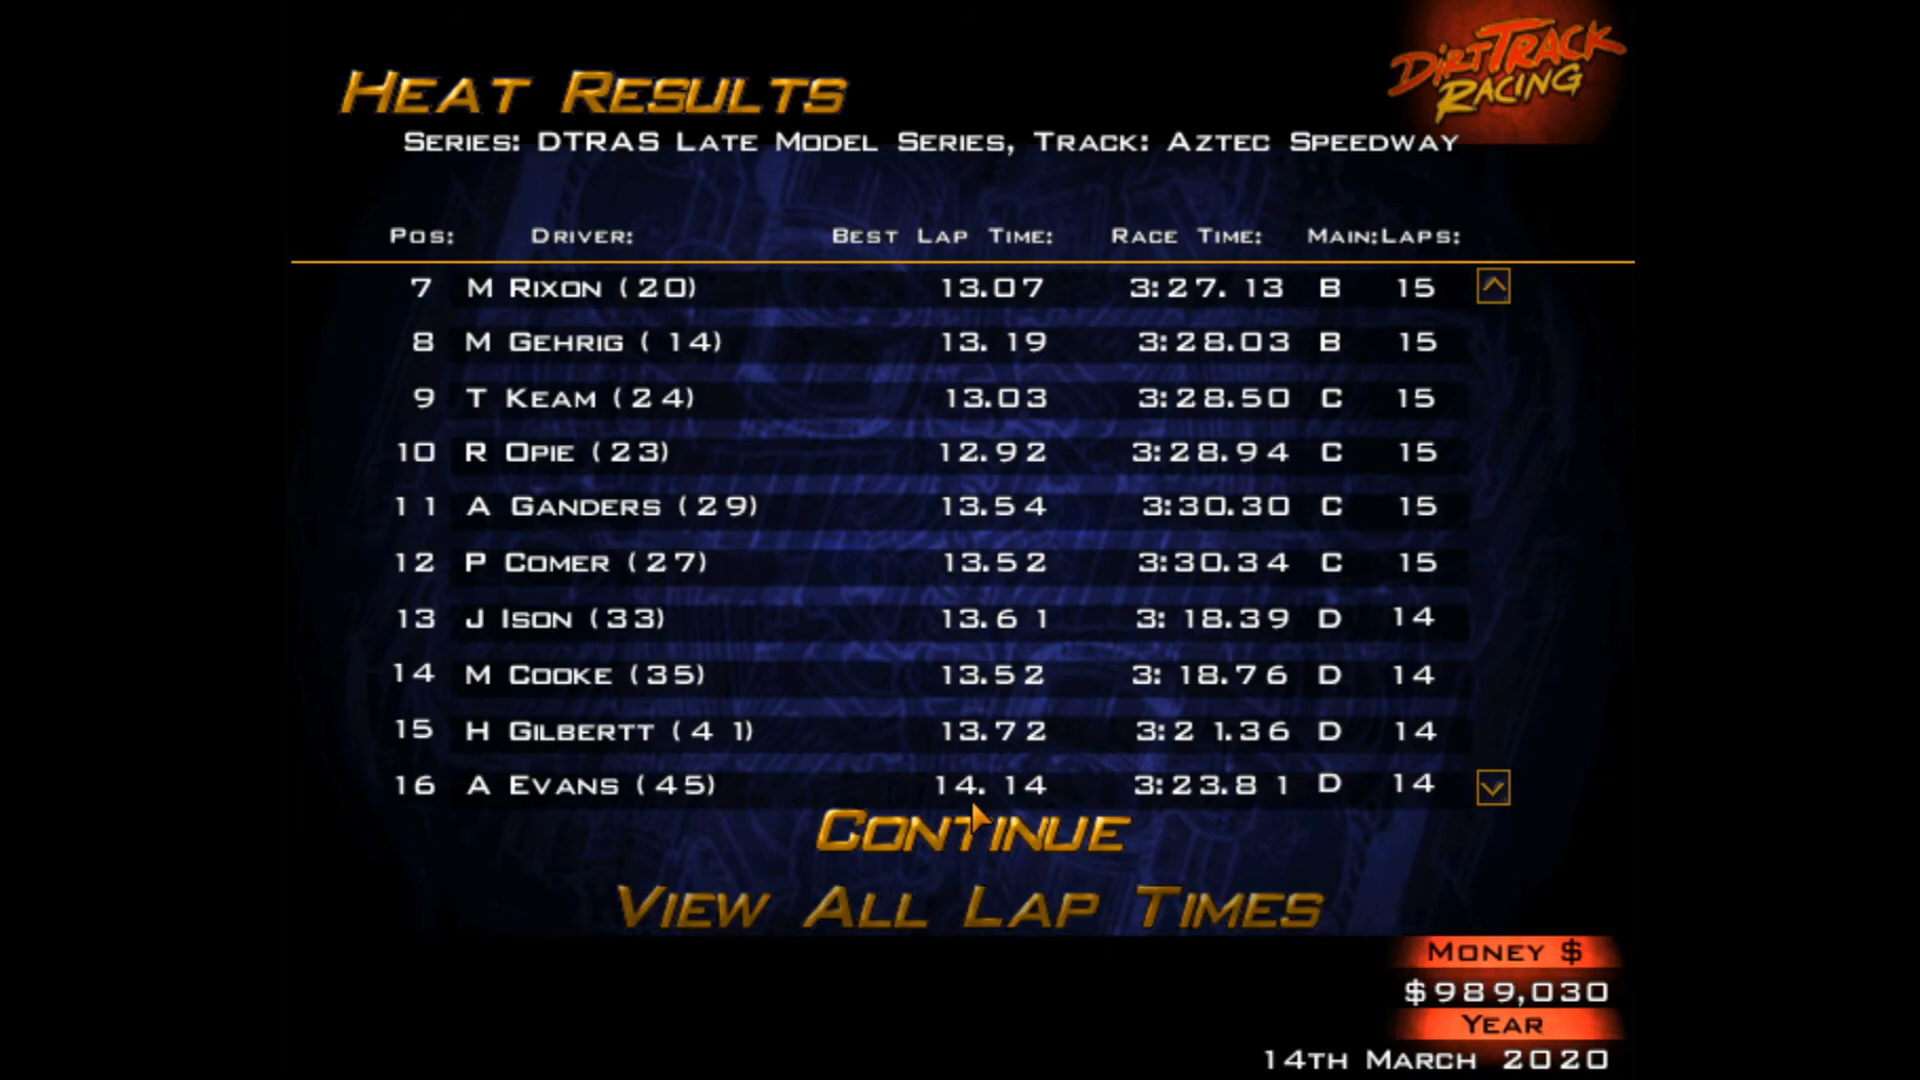 DIRT TRACK
RACING
HEAT RESULTS
SERIES: DTRAS LATE MODEL SERIES, TRACK: AZTEC SPEEDWAY
POS: DRIVER: BEST LAP TIME: RACE TIME: MAIN: LAPS:
7 M RIXON (20) 13.07 3:27.13 B 15
8 M GEHRIG (14) 13.19 3:28.03 B 15
9 T KEAM (24) 13.03 3:28.50 C 15
10 R OPIE (23) 12.92 3:28.94 C 15
11 A GANDERS (29) 13.54 3:30.30 C 15
12 P COMER (27) 13.52 3:30.34 C 15
13 J ISON (33) 13.61 3:18.39 D 14
14 M COOKE (35) 13.52 3:18.76 D 14
15 H GILBERTT (41) 13.72 3:21.36 D 14
16 A EVANS (45) 14.14 3:23.81 D 14
CONTINUE
VIEW ALL LAP TIMES
MONEY $
$989,030
YEAR
14TH MARCH 2020